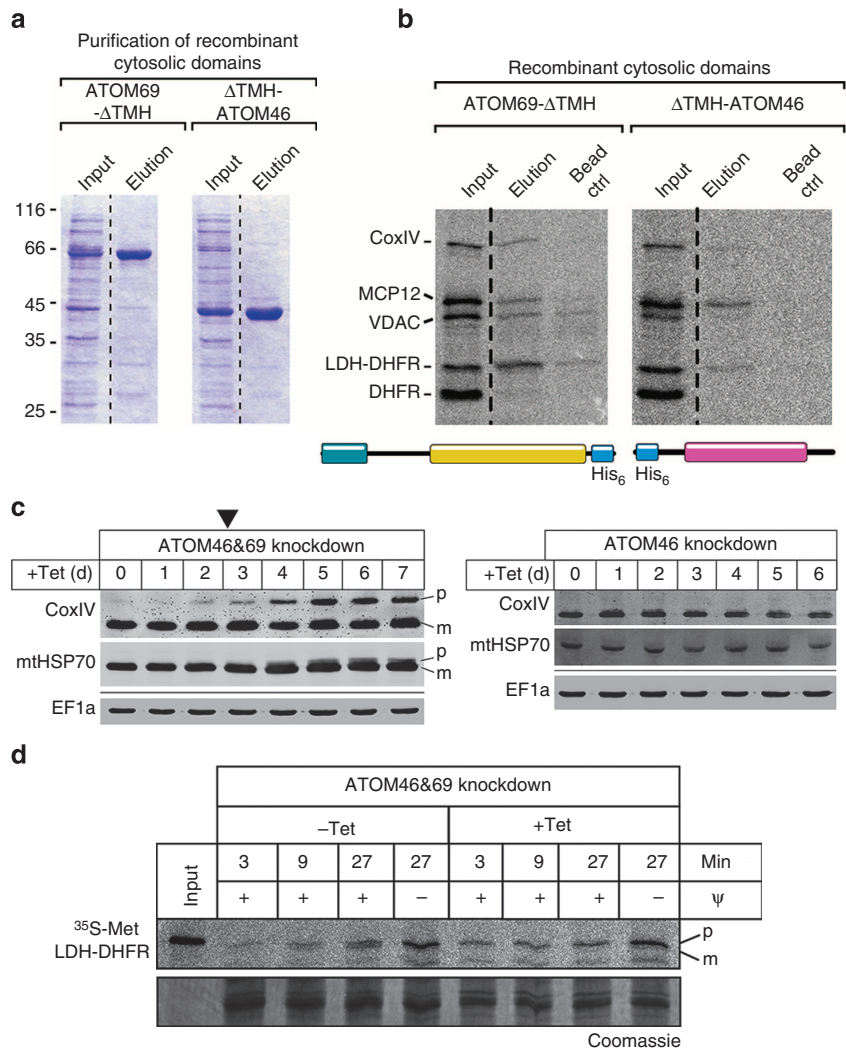 a
Purification of recombinant
cytosolic domains
ATOM69
-ΔTMH
ΔTMH-
ATOM46
Input
Elution
Input
Elution
116
66
45
35
25
b
Recombinant cytosolic domains
ATOM69-ΔTMH
ΔTMH-ATOM46
Input
Elution
Bead
ctrl
Input
Elution
Bead
ctrl
CoxIV
MCP12
VDAC
LDH-DHFR
DHFR
His6
His6
c
ATOM46&69 knockdown
+Tet (d) 0 1 2 3 4 5 6 7
CoxIV
p
m
mtHSP70
p
m
EF1a
ATOM46 knockdown
+Tet (d) 0 1 2 3 4 5 6
CoxIV
mtHSP70
EF1a
d
ATOM46&69 knockdown
–Tet +Tet
Input
3 9 27 27 3 9 27 27 Min
+ + + – + + + – ψ
35S-Met
LDH-DHFR
p
m
Coomassie